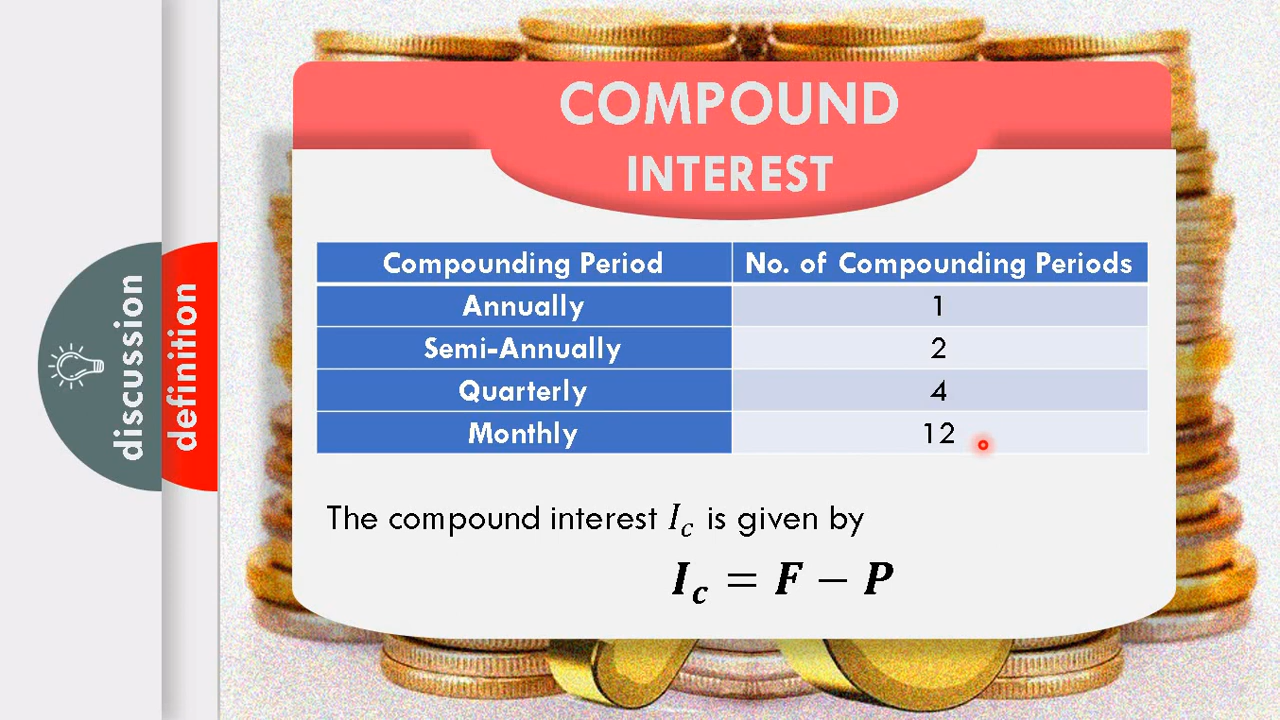 COMPOUND
INTEREST
discussion
definition
Compounding Period No. of Compounding Periods
Annually 1
Semi-Annually 2
Quarterly 4
Monthly 12
The compound interest I_c is given by
I_c = F − P